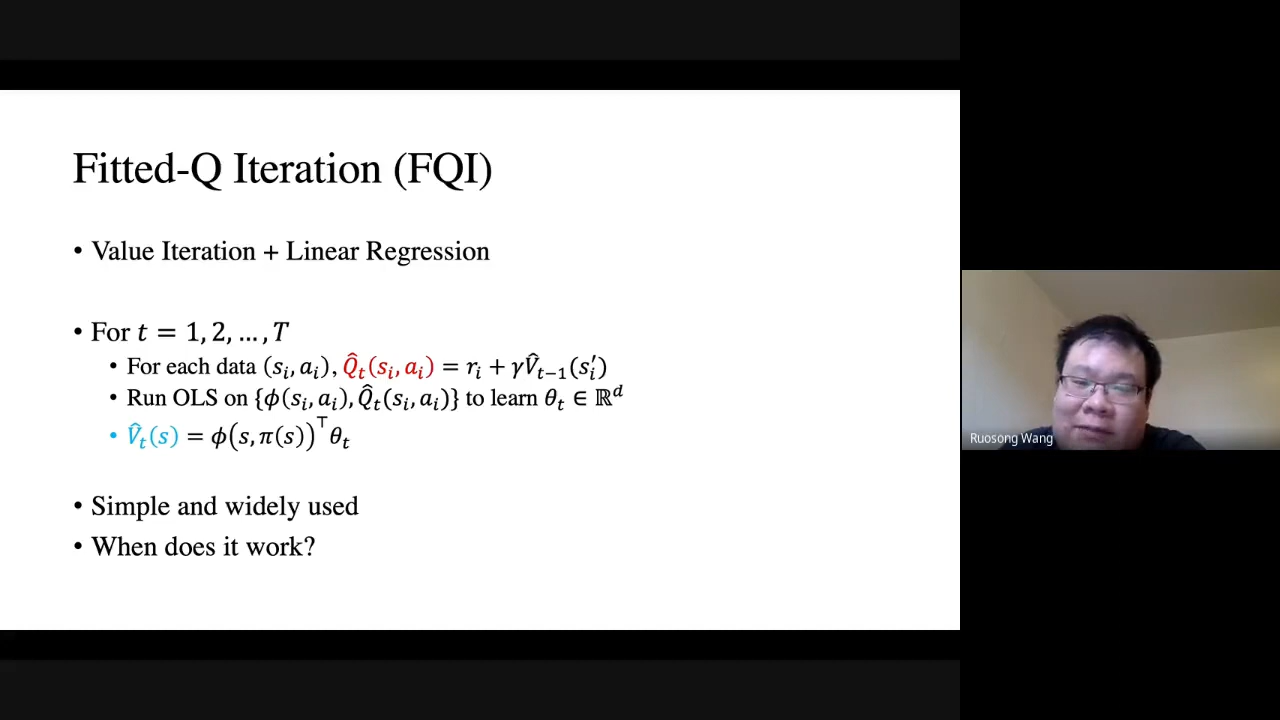 Fitted-Q Iteration (FQI)
• Value Iteration + Linear Regression
• For 𝑡 = 1, 2, … , 𝑇
• For each data (𝑠ᵢ, 𝑎ᵢ), Q̂ₜ(𝑠ᵢ, 𝑎ᵢ) = 𝑟ᵢ + γV̂ₜ₋₁(𝑠ᵢ′)
• Run OLS on {𝜙(𝑠ᵢ, 𝑎ᵢ), Q̂ₜ(𝑠ᵢ, 𝑎ᵢ)} to learn θₜ ∈ ℝᵈ
• V̂ₜ(𝑠) = 𝜙(𝑠, 𝜋(𝑠))ᵀθₜ
• Simple and widely used
• When does it work?
Ruosong Wang